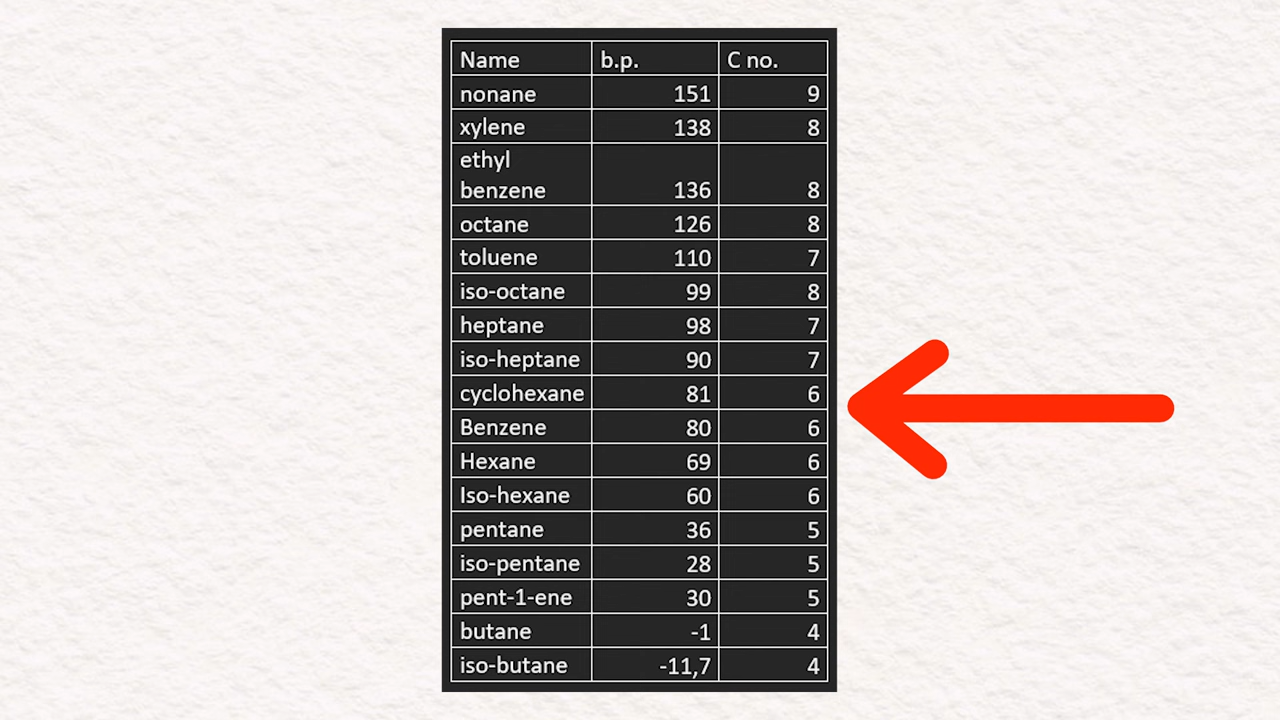 Name b.p. C no.
nonane 151 9
xylene 138 8
ethyl
benzene 136 8
octane 126 8
toluene 110 7
iso-octane 99 8
heptane 98 7
iso-heptane 90 7
cyclohexane 81 6
Benzene 80 6
Hexane 69 6
Iso-hexane 60 6
pentane 36 5
iso-pentane 28 5
pent-1-ene 30 5
butane -1 4
iso-butane -11,7 4